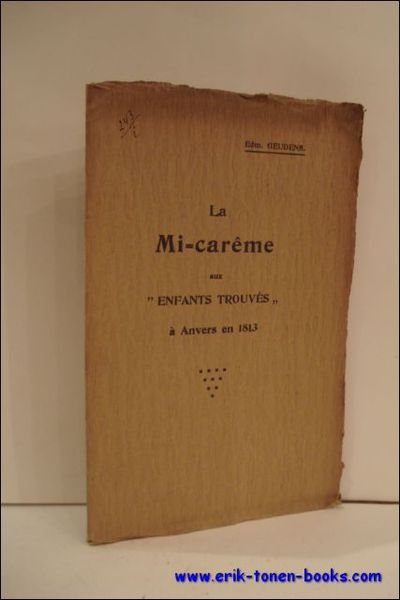 Edm. GEUDENS.
La
Mi-carême
aux
" ENFANTS TROUVÉS „
à Anvers en 1813
www.erik-tonen-books.com